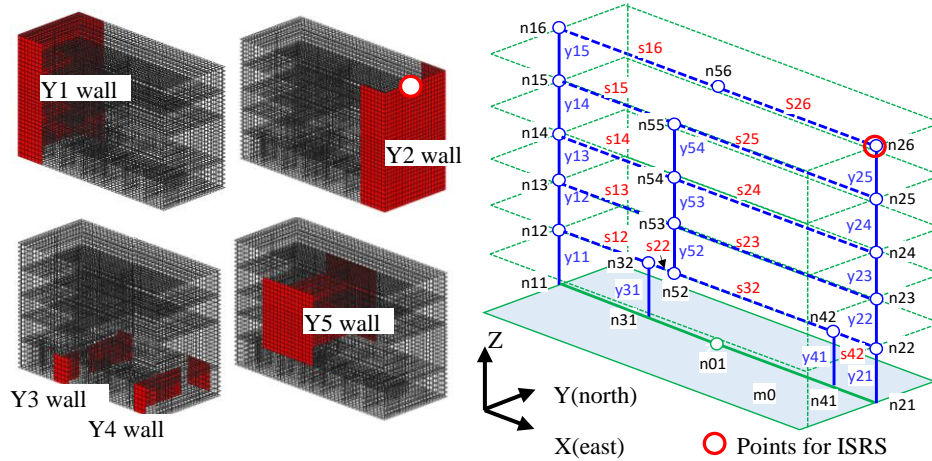 Y1 wall
Y2 wall
Y3 wall
Y4 wall
Y5 wall
n16
s16
y15
n56
s26
n15
s15
y14
n55
s25
n26
n14
s14
y54
y25
y13
n54
s24
n25
n13
s13
y53
y24
y12
n53
s23
n24
n12
s12
s22
y52
y23
y11
n32
s32
n23
n11
y31
n52
n42
y22
n31
n01
y41
s42
n22
y21
m0
n41
n21
Z
Y(north)
X(east)
Points for ISRS